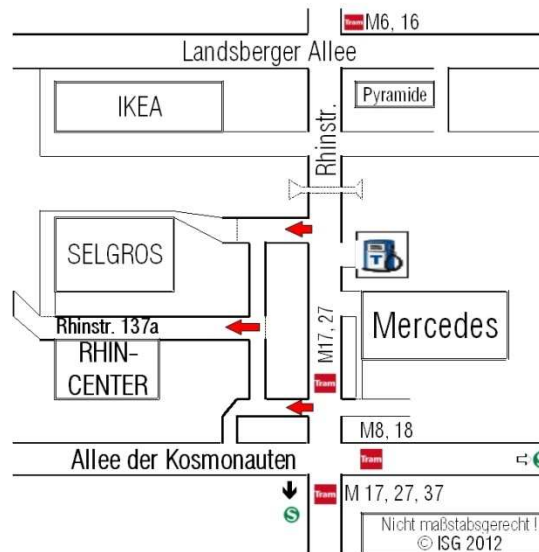 Tram M6, 16
Landsberger Allee
IKEA
Pyramide
Rhinstr.
SELGROS
T
Rhinstr. 137a
RHIN-
CENTER
M17, 27
Mercedes
Tram
M8, 18
Allee der Kosmonauten
Tram
S
S
Tram M 17, 27, 37
Nicht maßstabsgerecht !
© ISG 2012